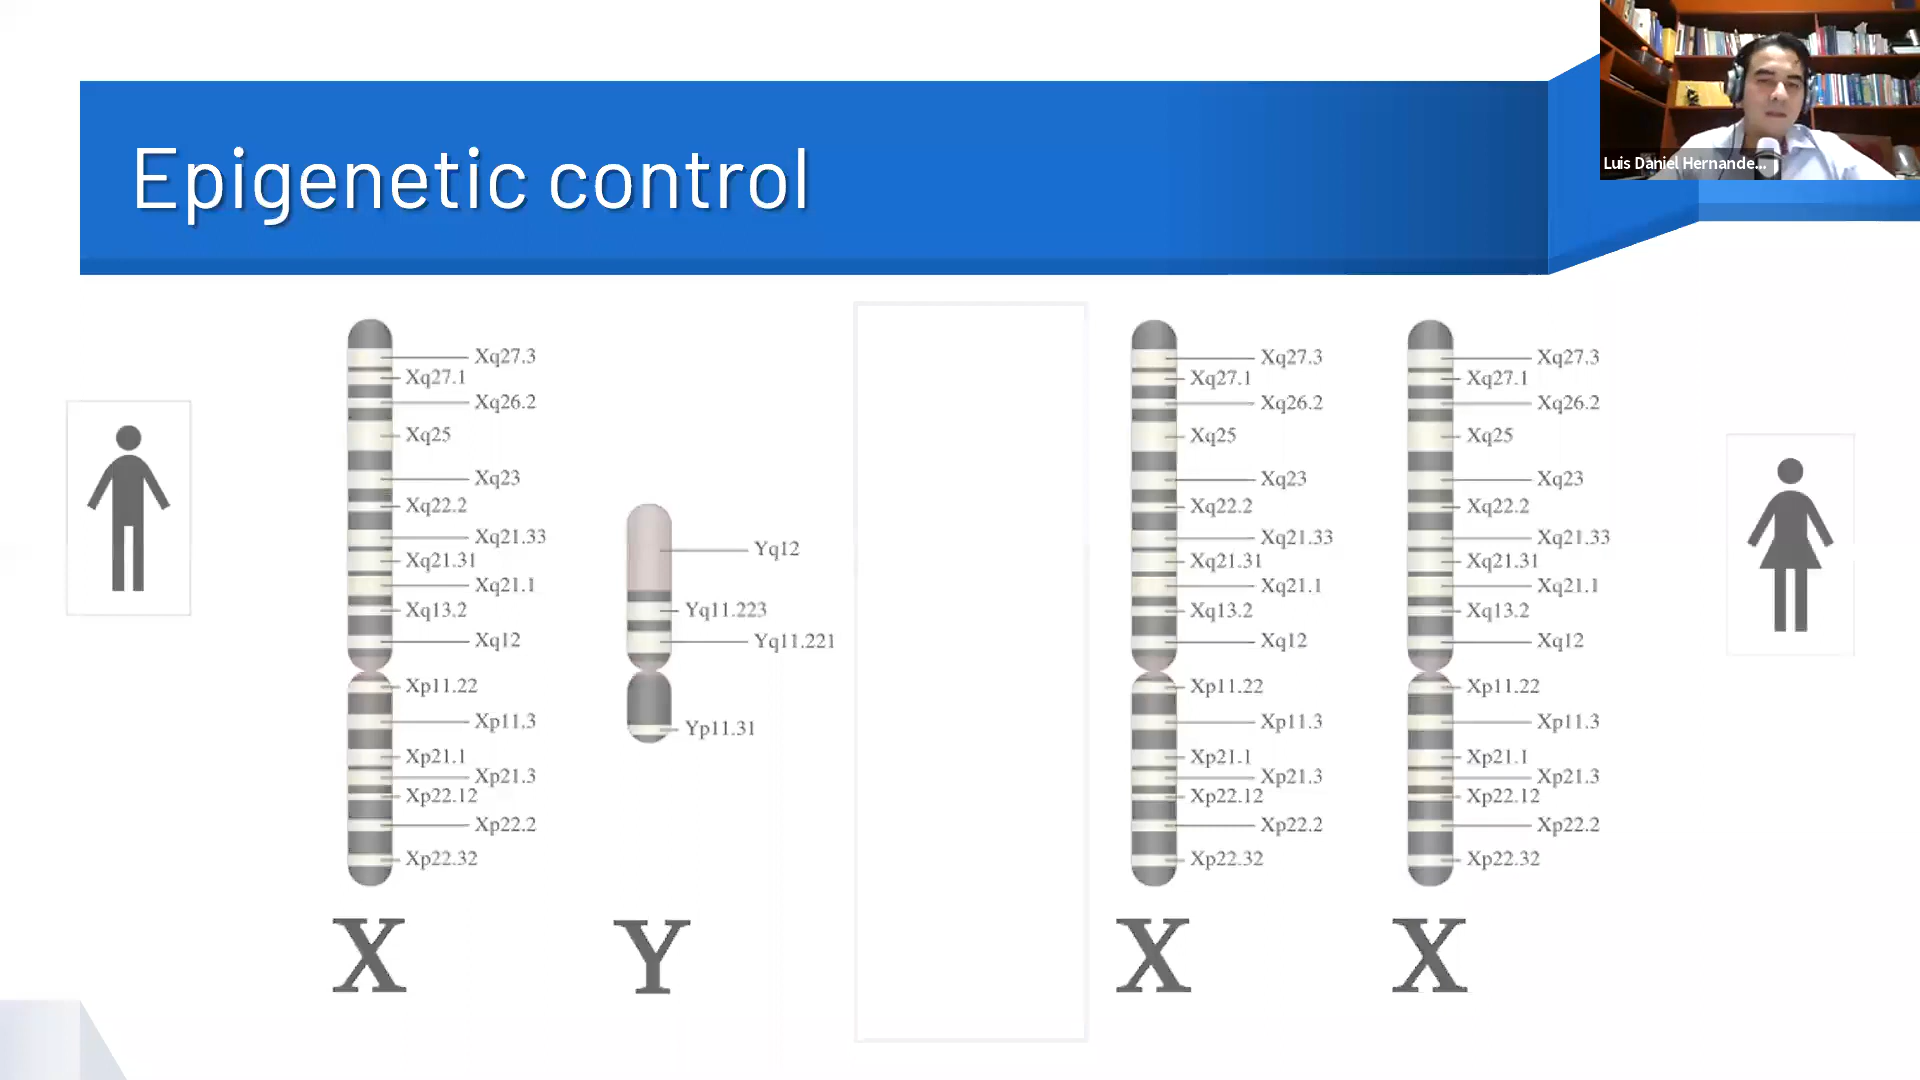 Epigenetic control
Luis Daniel Hernande...
Xq27.3
Xq27.1
Xq26.2
Xq25
Xq23
Xq22.2
Xq21.33
Xq21.31
Xq21.1
Xq13.2
Xq12
Xp11.22
Xp11.3
Xp21.1
Xp21.3
Xp22.12
Xp22.2
Xp22.32
X
Yq12
Yq11.223
Yq11.221
Yp11.31
Y
Xq27.3
Xq27.1
Xq26.2
Xq25
Xq23
Xq22.2
Xq21.33
Xq21.31
Xq21.1
Xq13.2
Xq12
Xp11.22
Xp11.3
Xp21.1
Xp21.3
Xp22.12
Xp22.2
Xp22.32
X
Xq27.3
Xq27.1
Xq26.2
Xq25
Xq23
Xq22.2
Xq21.33
Xq21.31
Xq21.1
Xq13.2
Xq12
Xp11.22
Xp11.3
Xp21.1
Xp21.3
Xp22.12
Xp22.2
Xp22.32
X